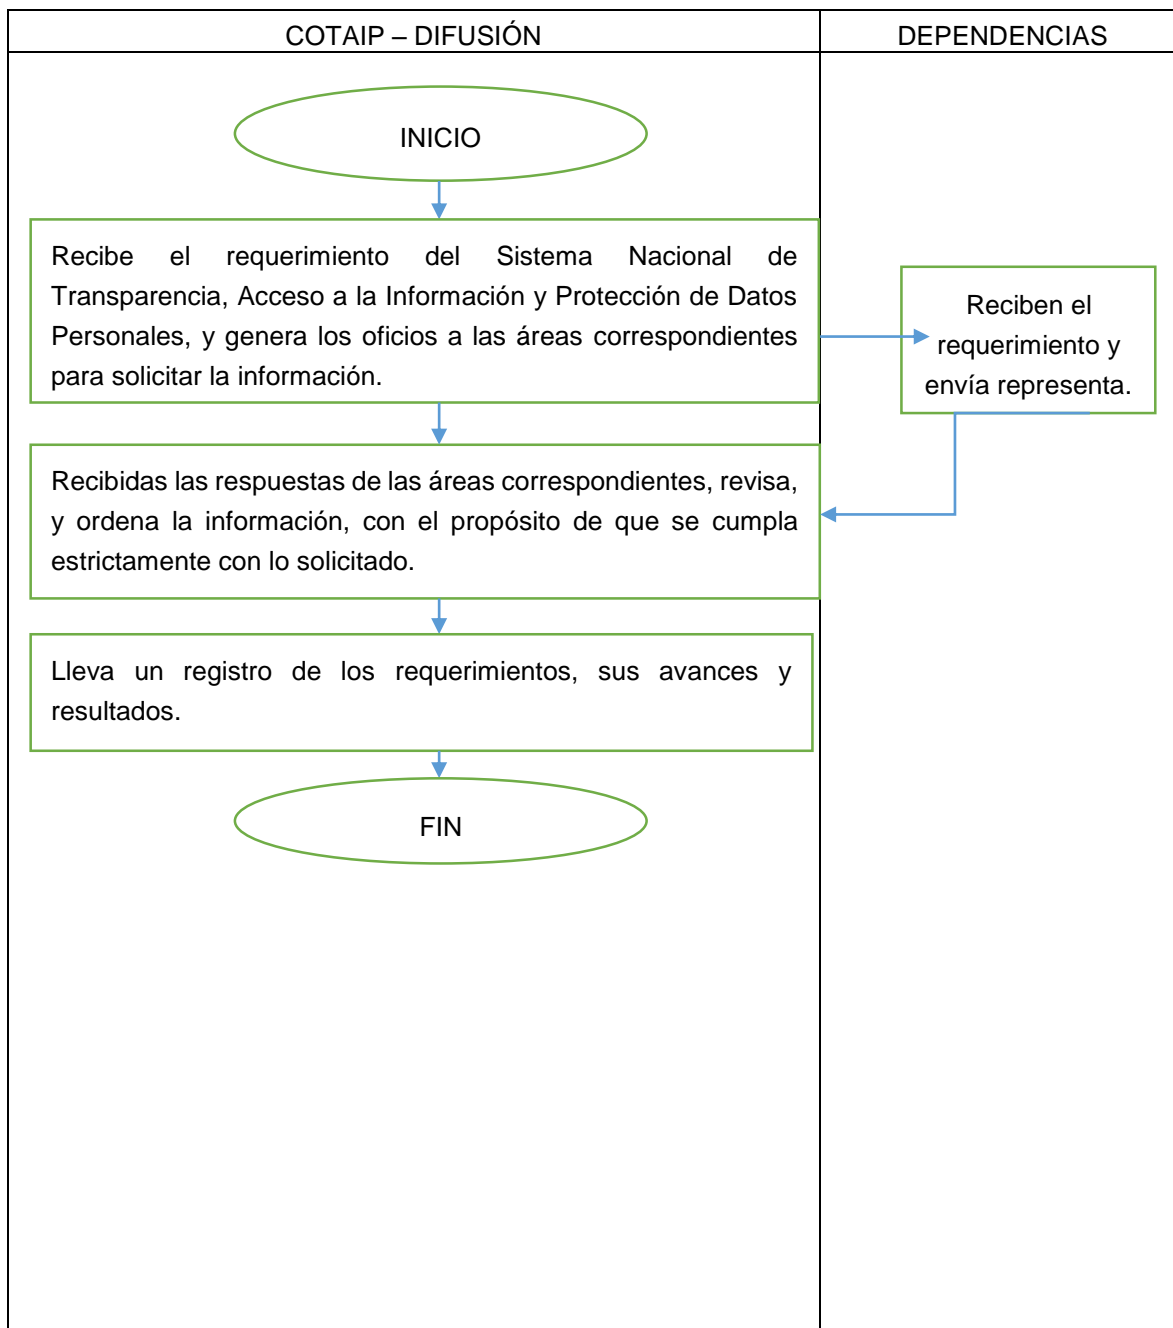 COTAIP – DIFUSIÓN
DEPENDENCIAS
INICIO
Recibe el requerimiento del Sistema Nacional de
Transparencia, Acceso a la Información y Protección de Datos
Personales, y genera los oficios a las áreas correspondientes
para solicitar la información.
Reciben el
requerimiento y
envía representa.
Recibidas las respuestas de las áreas correspondientes, revisa,
y ordena la información, con el propósito de que se cumpla
estrictamente con lo solicitado.
Lleva un registro de los requerimientos, sus avances y
resultados.
FIN